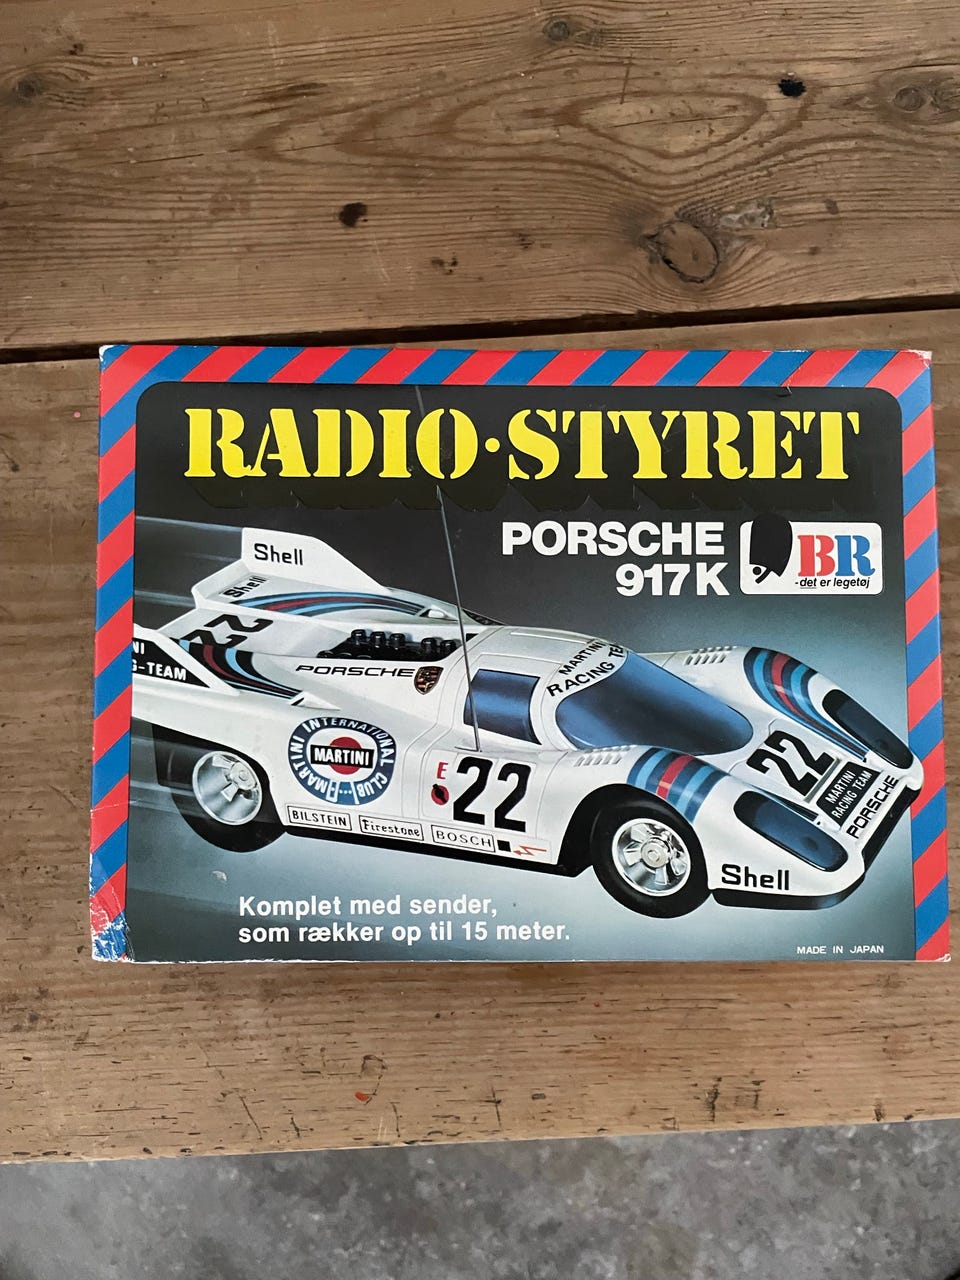 RADIO·STYRET
PORSCHE
917K
BR
-det er legetøj
Shell
Shell
22
NI
G-TEAM
PORSCHE
MARTINI
RACING TE
MARTINI INTERNATIONAL CLUB
MARTINI
E
22
22
MARTINI
RACING TEAM
PORSCHE
BILSTEIN
Firestone
BOSCH
Shell
Komplet med sender,
som rækker op til 15 meter.
MADE IN JAPAN